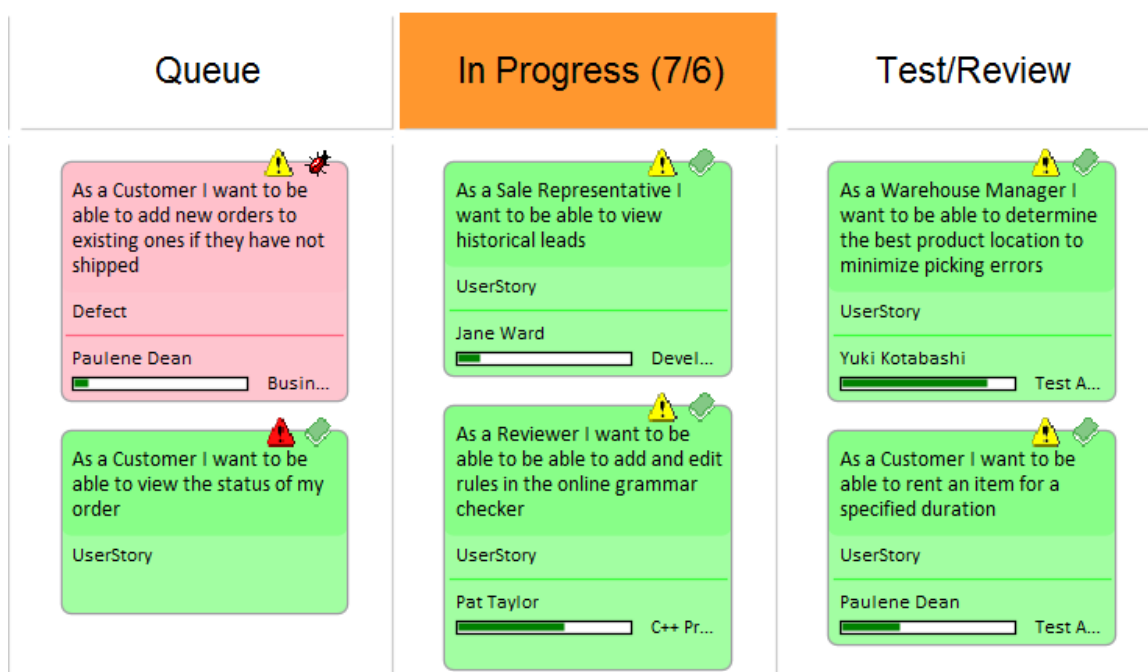 Queue
In Progress (7/6)
Test/Review
As a Customer I want to be
able to add new orders to
existing ones if they have not
shipped
Defect
Paulene Dean
Busin...
As a Customer I want to be
able to view the status of my
order
UserStory
As a Sale Representative I
want to be able to view
historical leads
UserStory
Jane Ward
Devel...
As a Reviewer I want to be
able to be able to add and edit
rules in the online grammar
checker
UserStory
Pat Taylor
C++ Pr...
As a Warehouse Manager I
want to be able to determine
the best product location to
minimize picking errors
UserStory
Yuki Kotabashi
Test A...
As a Customer I want to be
able to rent an item for a
specified duration
UserStory
Paulene Dean
Test A...